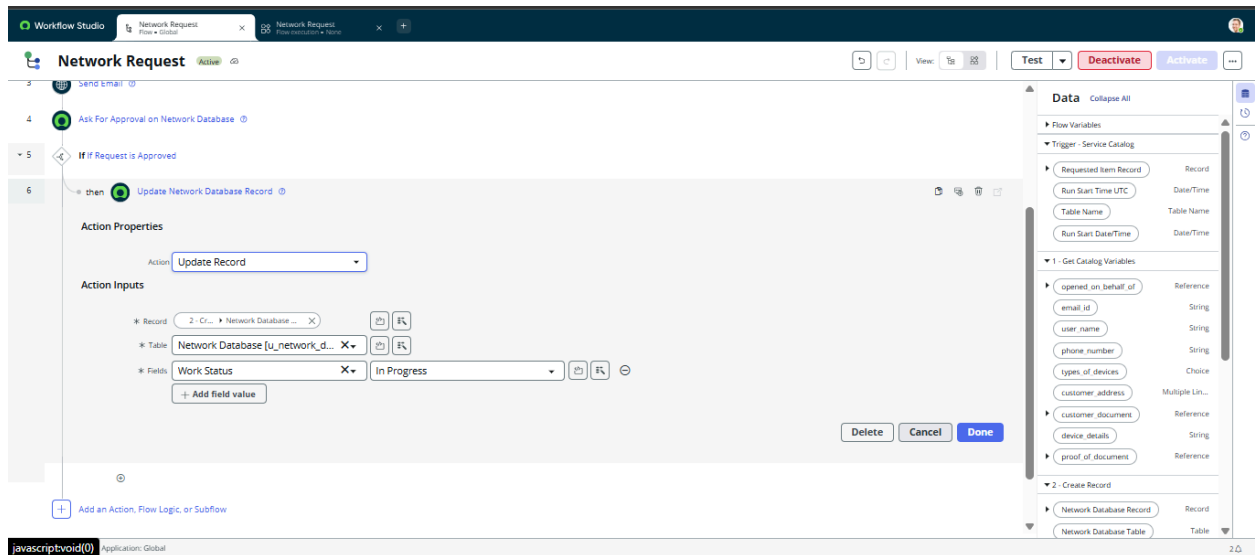 Workflow Studio
Network Request
Flow • Global
Network Request
Flow execution • None
Network Request
Active
View:
Test
Deactivate
Activate
3
Send Email
4
Ask For Approval on Network Database
5
If If Request is Approved
6
then
Update Network Database Record
Action Properties
Action
Update Record
Action Inputs
* Record
2 - Cr... ▸ Network Database ...
* Table
Network Database [u_network_d...
* Fields
Work Status
In Progress
+ Add field value
Delete
Cancel
Done
+ Add an Action, Flow Logic, or Subflow
javascript:void(0)
Application: Global
Data
Collapse All
Flow Variables
Trigger - Service Catalog
Requested Item Record Record
Run Start Time UTC Date/Time
Table Name Table Name
Run Start Date/Time Date/Time
1 - Get Catalog Variables
opened_on_behalf_of Reference
email_id String
user_name String
phone_number String
types_of_devices Choice
customer_address Multiple Lin...
customer_document Reference
device_details String
proof_of_document Reference
2 - Create Record
Network Database Record Record
Network Database Table Table
2